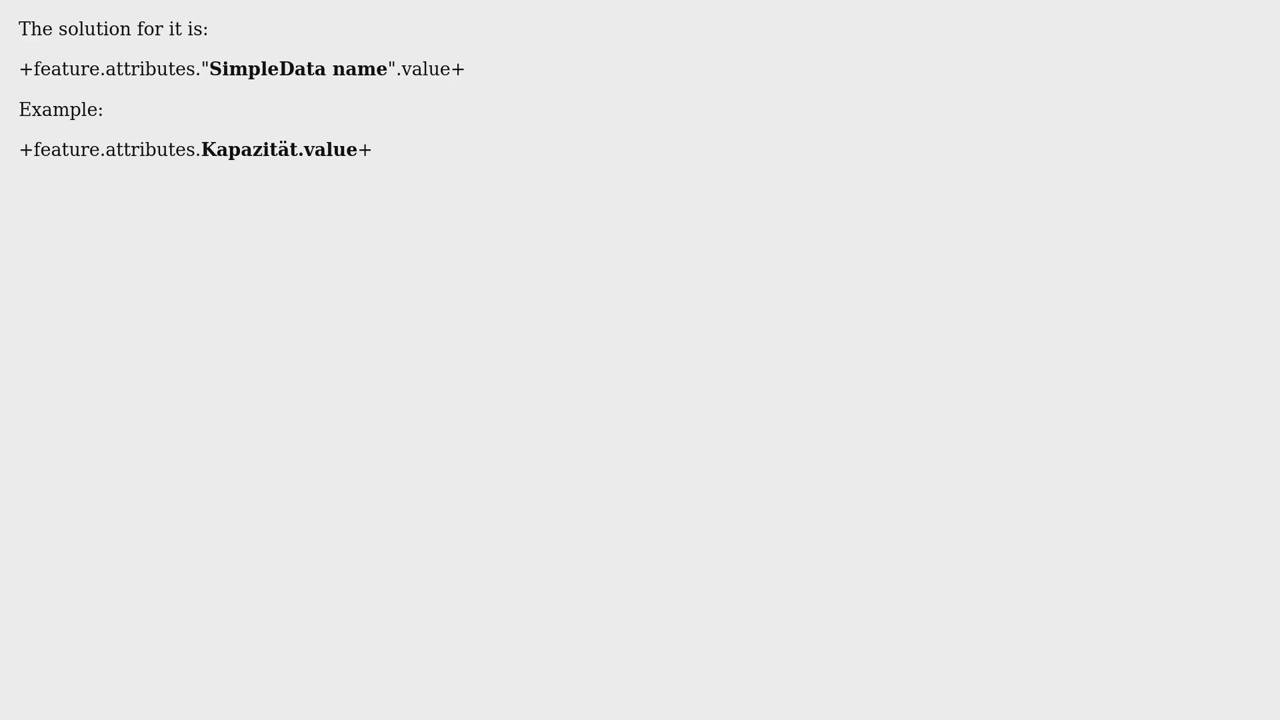 The solution for it is:
+feature.attributes."SimpleData name".value+
Example:
+feature.attributes.Kapazität.value+